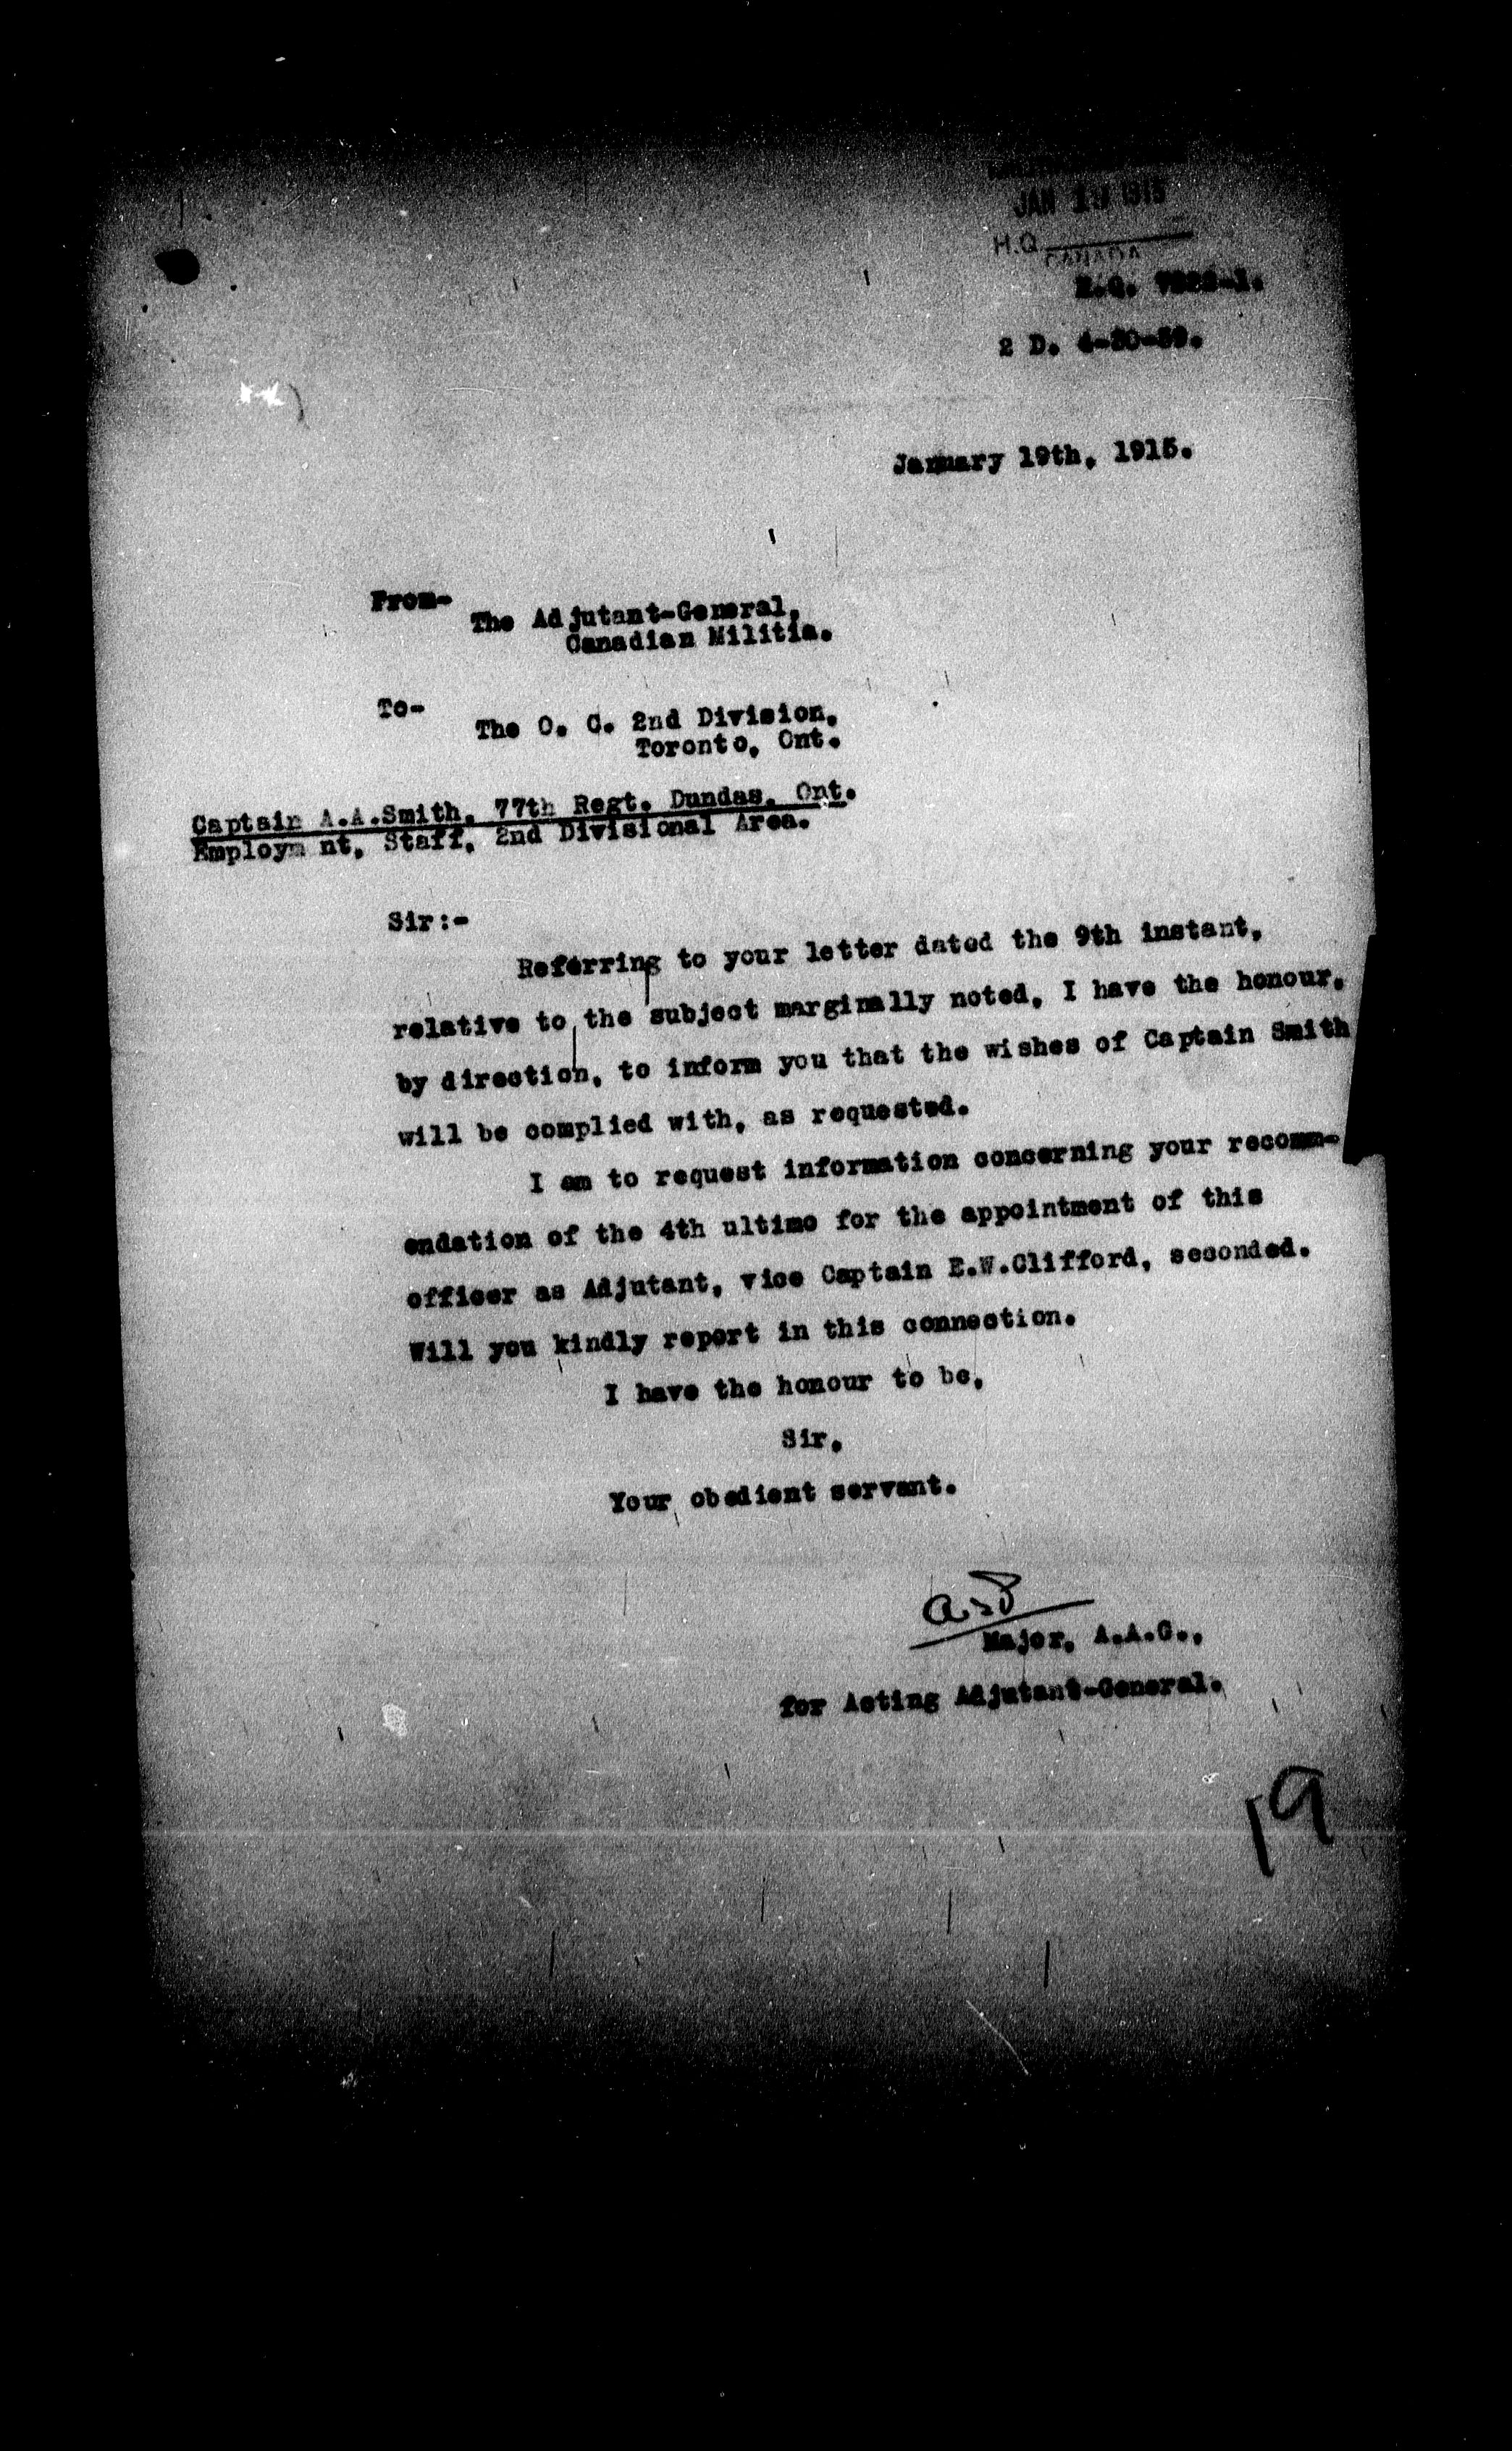 JAN 19 1915
H.Q.
CANADA
2 D. 4-20-39.
January 19th, 1915.
From-
The Adjutant-General,
Canadian Militia.
To-
The O. C. 2nd Division,
Toronto, Ont.
Captain A.A.Smith, 77th Regt. Dundas, Ont.
Employm nt, Staff, 2nd Divisional Area.
Sir:-
Referring to your letter dated the 9th instant,
relative to the subject marginally noted, I have the honour,
by direction, to inform you that the wishes of Captain Smith
will be complied with, as requested.
I am to request information concerning your recomm-
endation of the 4th ultimo for the appointment of this
officer as Adjutant, vice Captain E.W.Clifford, seconded.
Will you kindly report in this connection.
I have the honour to be,
Sir,
Your obedient servant.
Major, A.A.G.,
for Acting Adjutant-General.
19